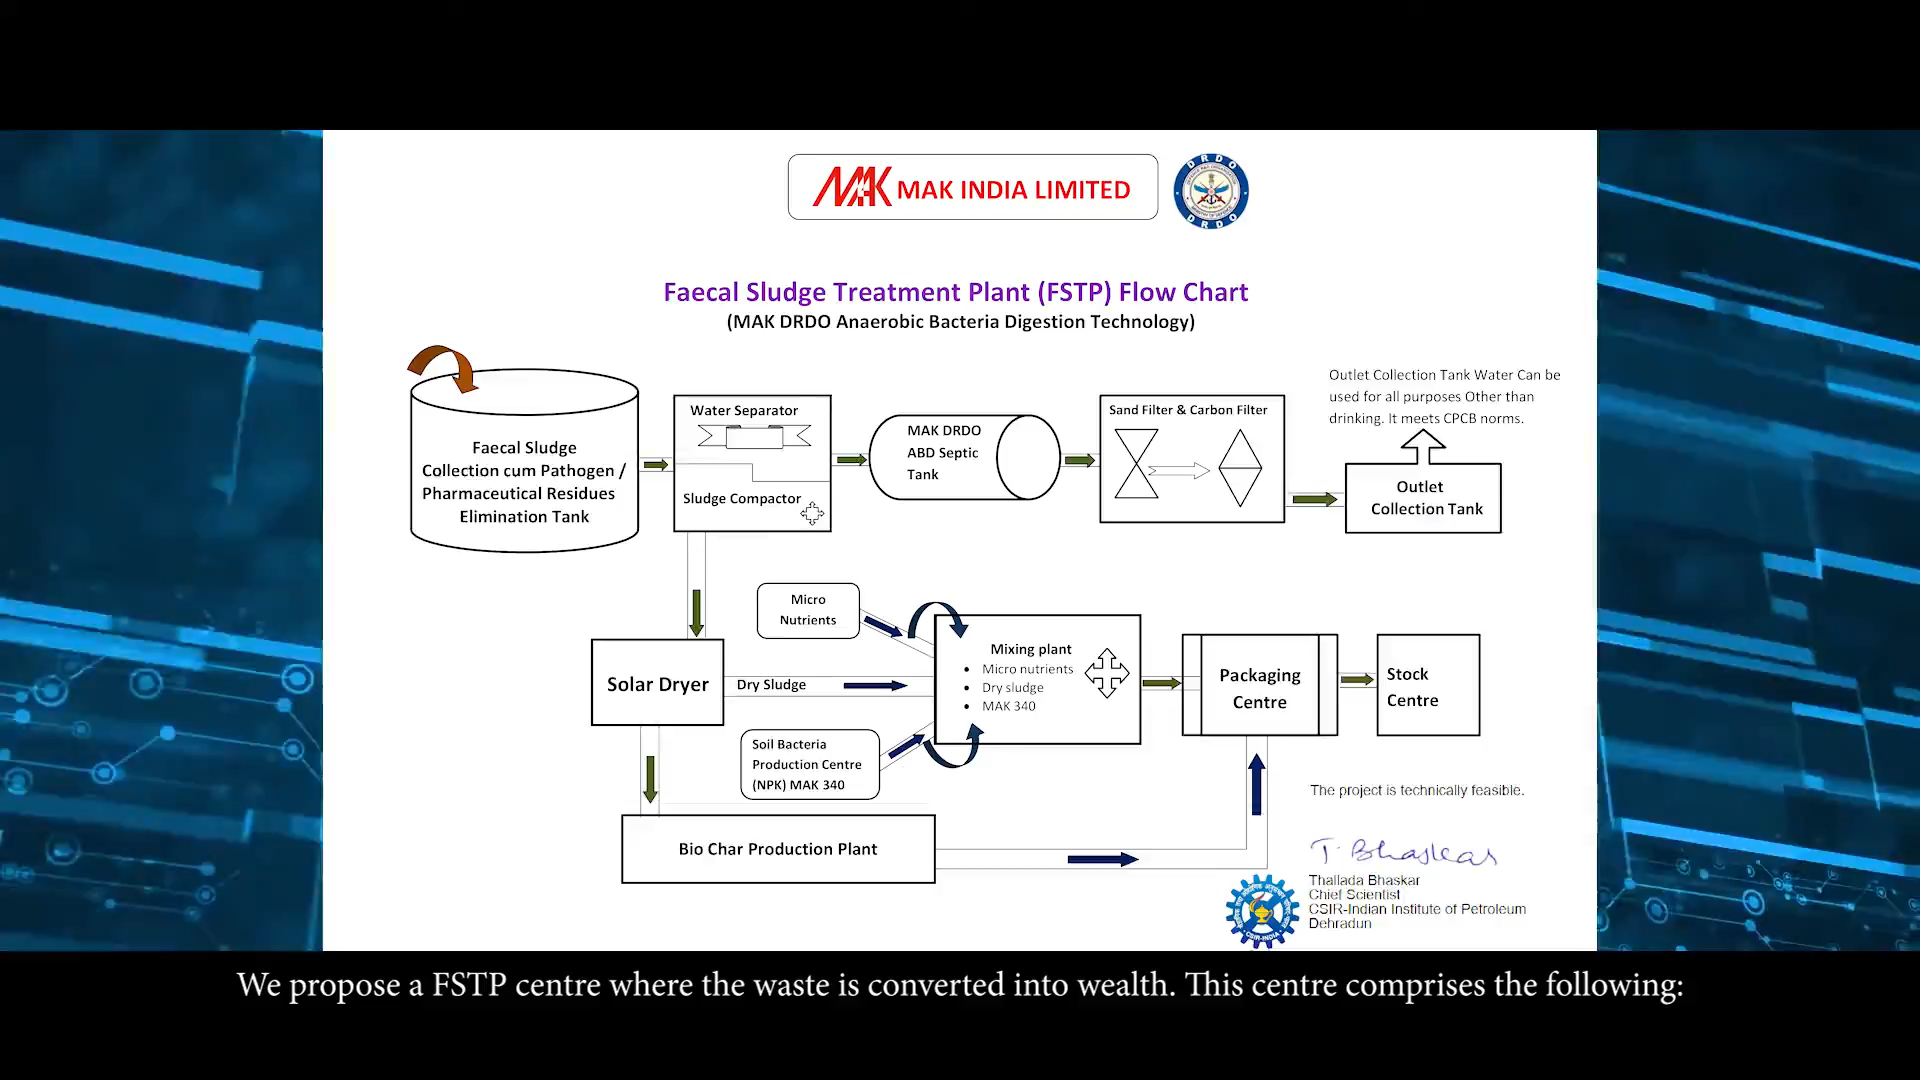 MAK MAK INDIA LIMITED
DRDO
DRDO
Faecal Sludge Treatment Plant (FSTP) Flow Chart
(MAK DRDO Anaerobic Bacteria Digestion Technology)
Faecal Sludge
Collection cum Pathogen /
Pharmaceutical Residues
Elimination Tank
Water Separator
Sludge Compactor
MAK DRDO
ABD Septic
Tank
Sand Filter & Carbon Filter
Outlet Collection Tank Water Can be
used for all purposes Other than
drinking. It meets CPCB norms.
Outlet
Collection Tank
Micro
Nutrients
Solar Dryer
Dry Sludge
Soil Bacteria
Production Centre
(NPK) MAK 340
Mixing plant
• Micro nutrients
• Dry sludge
• MAK 340
Packaging
Centre
Stock
Centre
Bio Char Production Plant
The project is technically feasible.
T. Bhaskar
Thallada Bhaskar
Chief Scientist
CSIR-Indian Institute of Petroleum
Dehradun
CSIR-INDIA
We propose a FSTP centre where the waste is converted into wealth. This centre comprises the following: